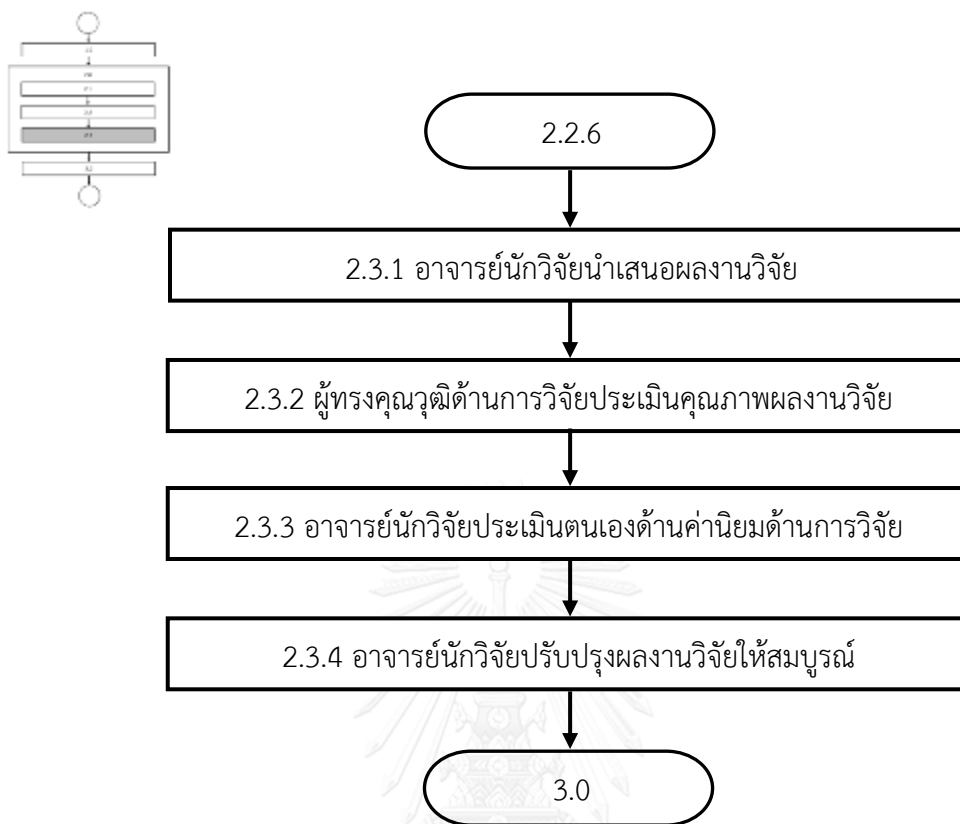 2.2.6
2.3.1 อาจารย์นักวิจัยนำเสนอผลงานวิจัย
2.3.2 ผู้ทรงคุณวุฒิด้านการวิจัยประเมินคุณภาพผลงานวิจัย
2.3.3 อาจารย์นักวิจัยประเมินตนเองด้านค่านิยมด้านการวิจัย
2.3.4 อาจารย์นักวิจัยปรับปรุงผลงานวิจัยให้สมบูรณ์
3.0